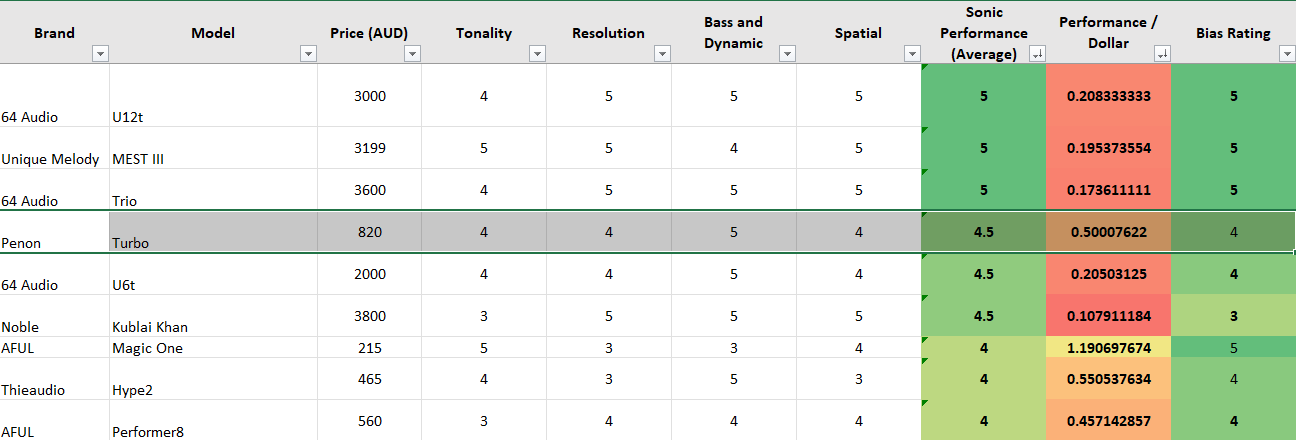 Brand Model Price (AUD) Tonality Resolution Bass and Dynamic Spatial Sonic Performance (Average) Performance / Dollar Bias Rating
64 Audio U12t 3000 4 5 5 5 5 0.208333333 5
Unique Melody MEST III 3199 5 5 4 5 5 0.195373554 5
64 Audio Trio 3600 4 5 5 5 5 0.173611111 5
Penon Turbo 820 4 4 5 4 4.5 0.50007622 4
64 Audio U6t 2000 4 4 5 4 4.5 0.20503125 4
Noble Kublai Khan 3800 3 5 5 5 4.5 0.107911184 3
AFUL Magic One 215 5 3 3 4 4 1.190697674 5
Thieaudio Hype2 465 4 3 5 3 4 0.550537634 4
AFUL Performer8 560 3 4 4 4 4 0.457142857 4